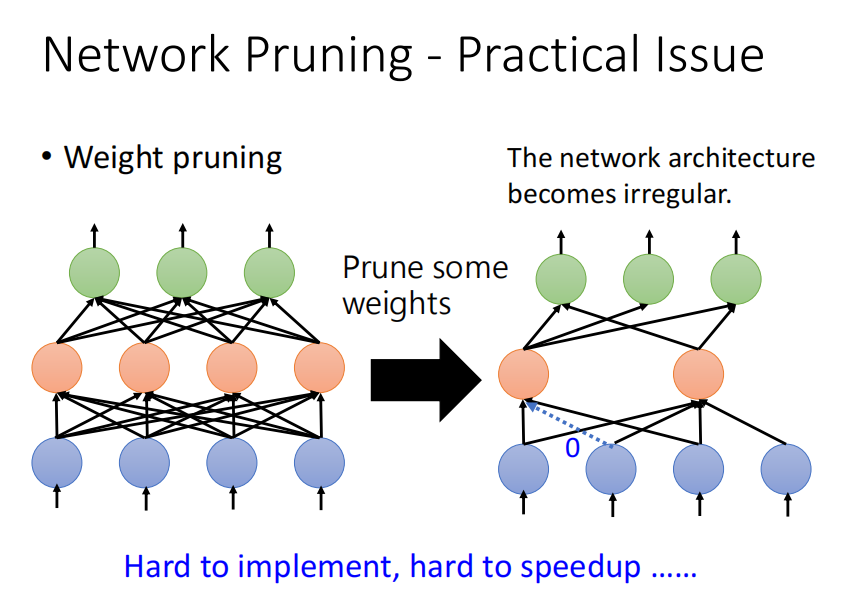 Network Pruning - Practical Issue
• Weight pruning
The network architecture
becomes irregular.
Prune some
weights
0
Hard to implement, hard to speedup ......